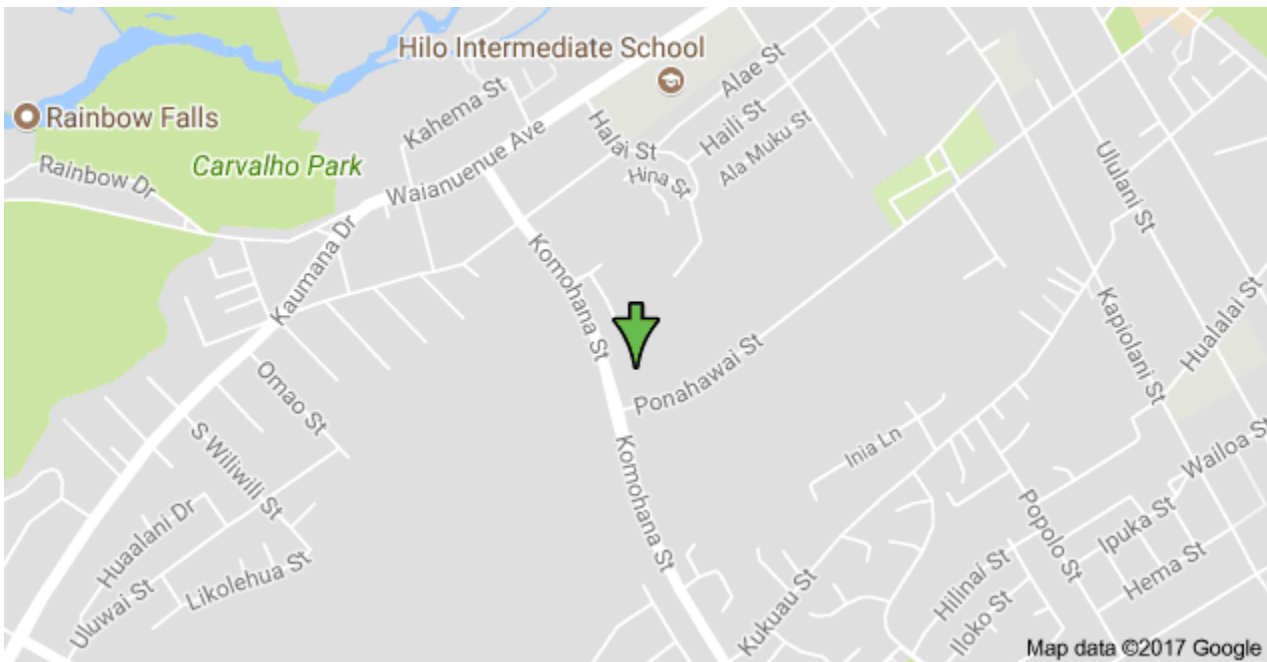 Hilo Intermediate School
Rainbow Falls
Carvalho Park
Rainbow Dr
Kahema St
Waianuenue Ave
Kaumana Dr
Halai St
Hina St
Alae St
Haili St
Ala Muku St
Ululani St
Komohana St
Ponahawai St
Kapiolani St
Hualalai St
Omao St
S Wiliwili St
Huaalani Dr
Uluwai St
Likolehua St
Komohana St
Inia Ln
Kukuau St
Popolo St
Wailoa St
Ipuka St
Hilinai St
Iloko St
Hema St
Map data ©2017 Google